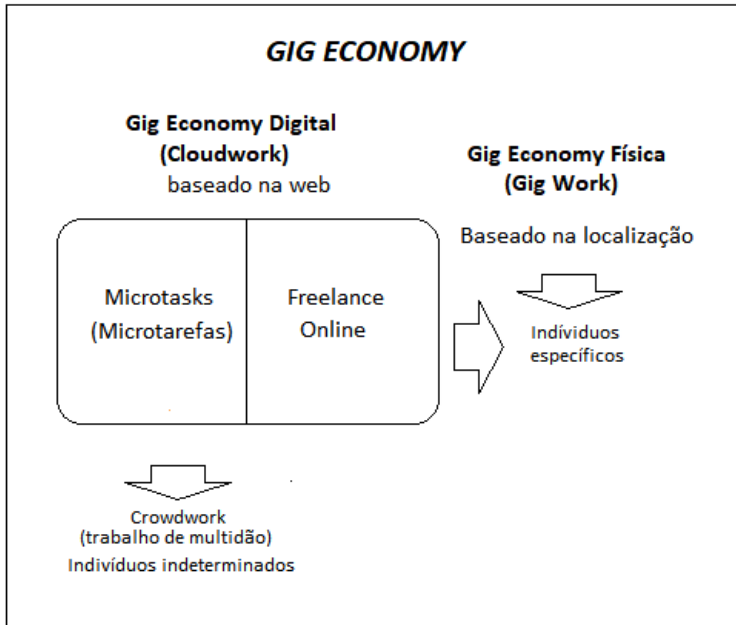 GIG ECONOMY
Gig Economy Digital
(Cloudwork)
baseado na web
Gig Economy Física
(Gig Work)
Baseado na localização
Microtasks
(Microtarefas)
Freelance
Online
Indíviduos
específicos
Crowdwork
(trabalho de multidão)
Indivíduos indeterminados